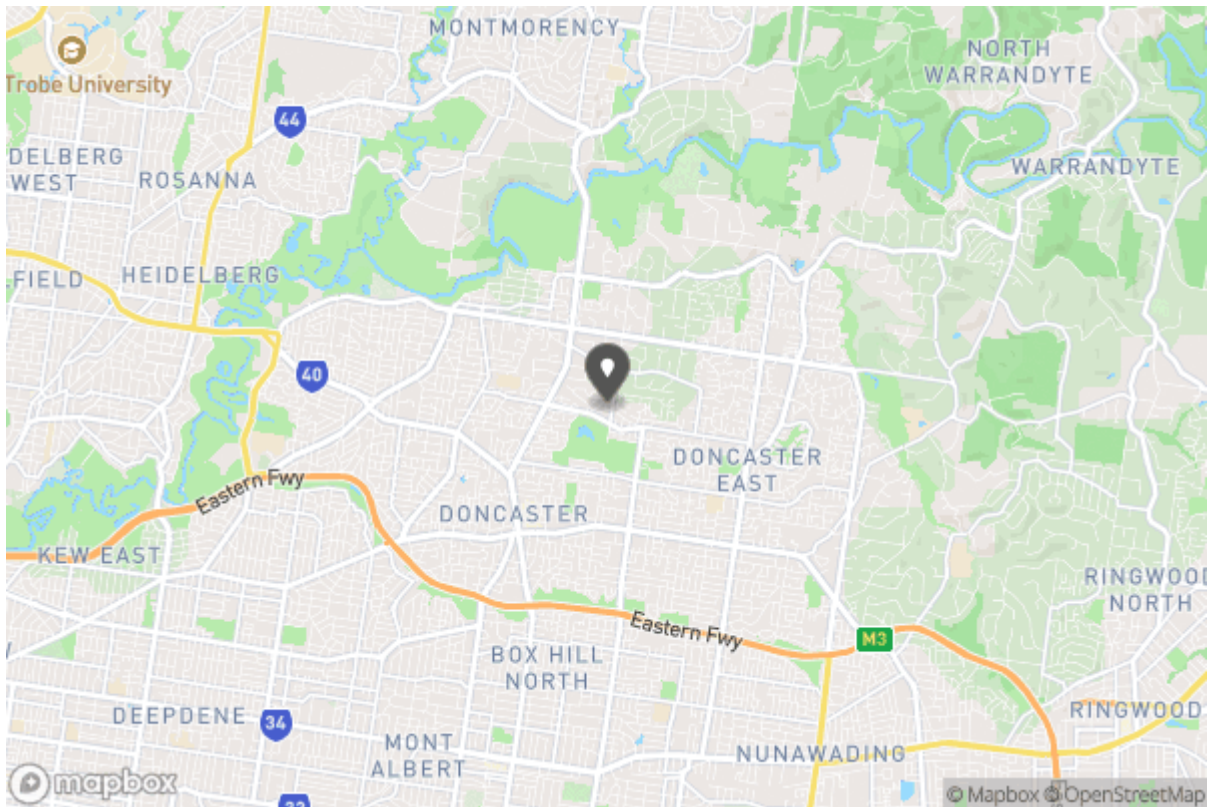 MONTMORENCY
NORTH
WARRANDYTE
Trobe University
44
DELBERG
WEST
ROSANNA
WARRANDYTE
HEIDELBERG
FIELD
40
DONCASTER
EAST
Eastern Fwy
DONCASTER
KEW EAST
RINGWOOD
NORTH
Eastern Fwy
M3
BOX HILL
NORTH
DEEPDENE
34
RINGWOOD
MONT
ALBERT
NUNAWADING
mapbox
© Mapbox © OpenStreetMap